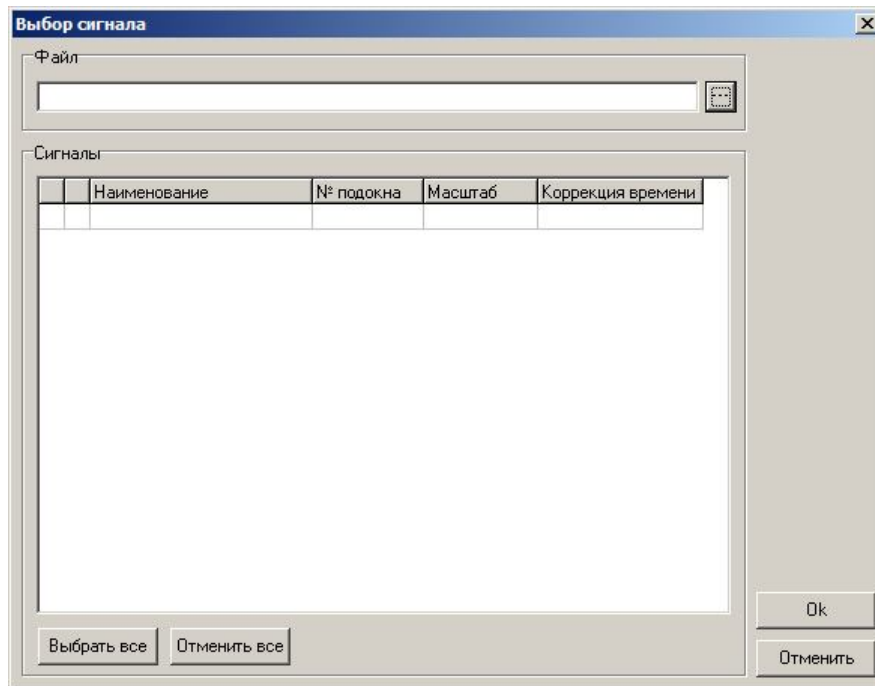 Выбор сигнала
Файл
Сигналы
Наименование № подокна Масштаб Коррекция времени
Ok
Выбрать все Отменить все
Отменить